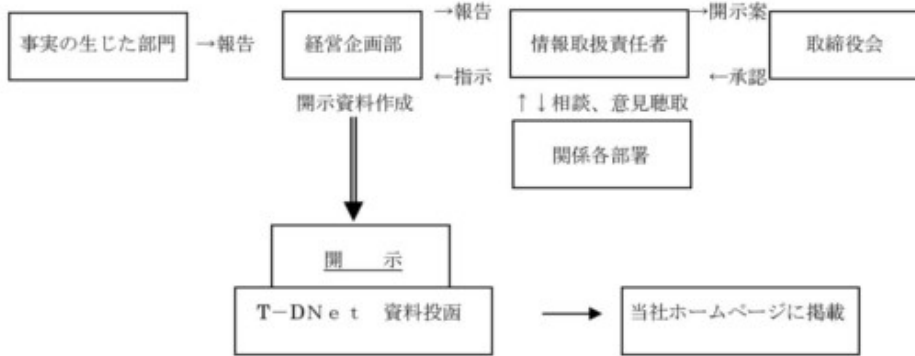 →報告 →開示案
事実の生じた部門 →報告 経営企画部 情報取扱責任者 取締役会
←指示 ←承認
開示資料作成 ↑↓相談、意見聴取
関係各部署
開 示
T-DNet 資料投函 当社ホームページに掲載